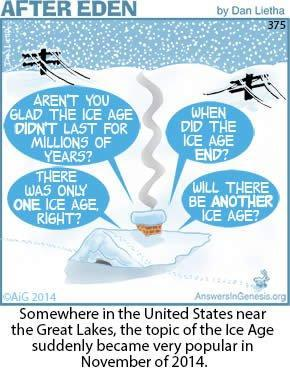 AFTER EDEN
by Dan Lietha
375
AREN'T YOU
GLAD THE ICE AGE
DIDN'T LAST FOR
MILLIONS OF
YEARS?
WHEN
DID THE
ICE AGE
END?
THERE
WAS ONLY
ONE ICE AGE,
RIGHT?
WILL THERE
BE ANOTHER
ICE AGE?
©AiG 2014
AnswersInGenesis.org
Somewhere in the United States near
the Great Lakes, the topic of the Ice Age
suddenly became very popular in
November of 2014.